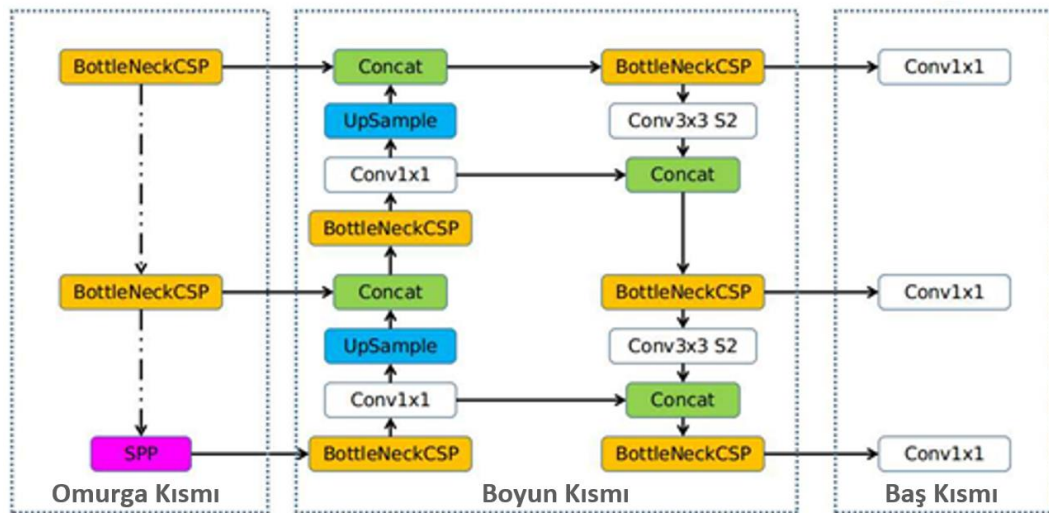 BottleNeckCSP
Concat
BottleNeckCSP
Conv1x1
UpSample
Conv3x3 S2
Conv1x1
Concat
BottleNeckCSP
BottleNeckCSP
Concat
BottleNeckCSP
Conv1x1
UpSample
Conv3x3 S2
Conv1x1
Concat
SPP
BottleNeckCSP
BottleNeckCSP
Conv1x1
Omurga Kısmı
Boyun Kısmı
Baş Kısmı